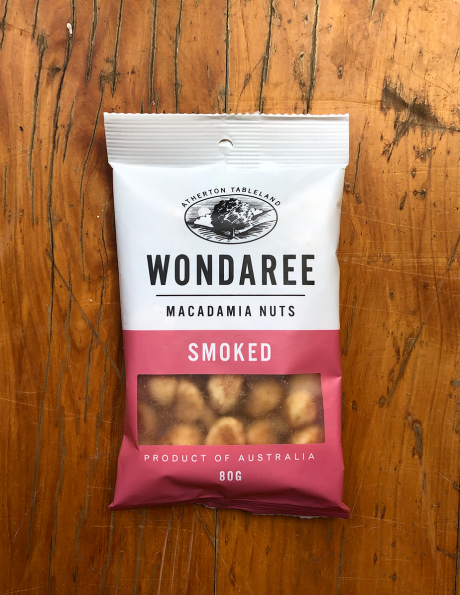 ATHERTON TABLELAND
WONDAREE
MACADAMIA NUTS
SMOKED
PRODUCT OF AUSTRALIA
80G